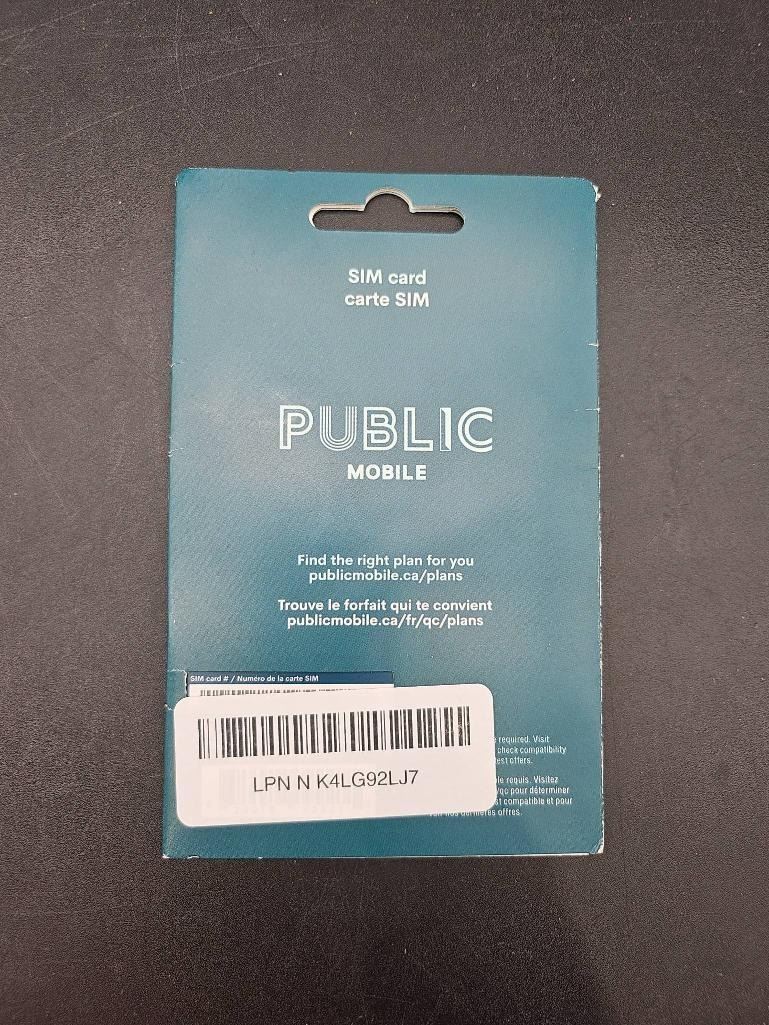 SIM card
carte SIM
PUBLIC
MOBILE
Find the right plan for you
publicmobile.ca/plans
Trouve le forfait qui te convient
publicmobile.ca/fr/qc/plans
SIM card # / Numéro de la carte SIM
LPN N K4LG92LJ7
required. Visit
check compatibility
offers.
requis. Visitez
pour déterminer
compatible et pour
dernières offres.